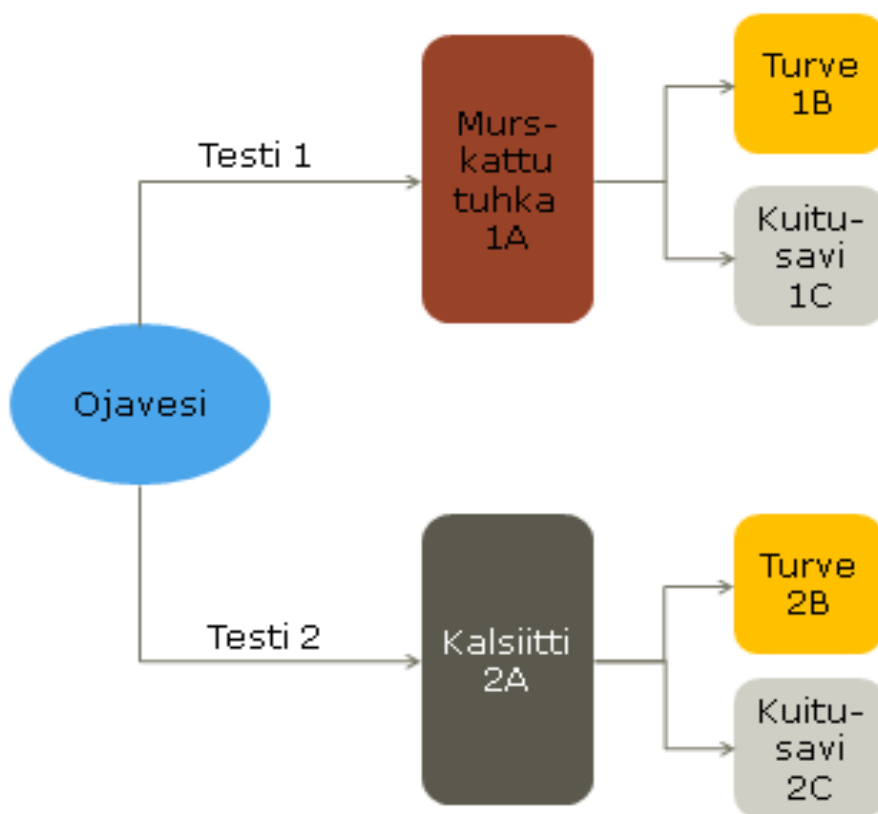 Testi 1
Murs-
kattu
tuhka
1A
Turve
1B
Kuitu-
savi
1C
Ojavesi
Testi 2
Kalsiitti
2A
Turve
2B
Kuitu-
savi
2C